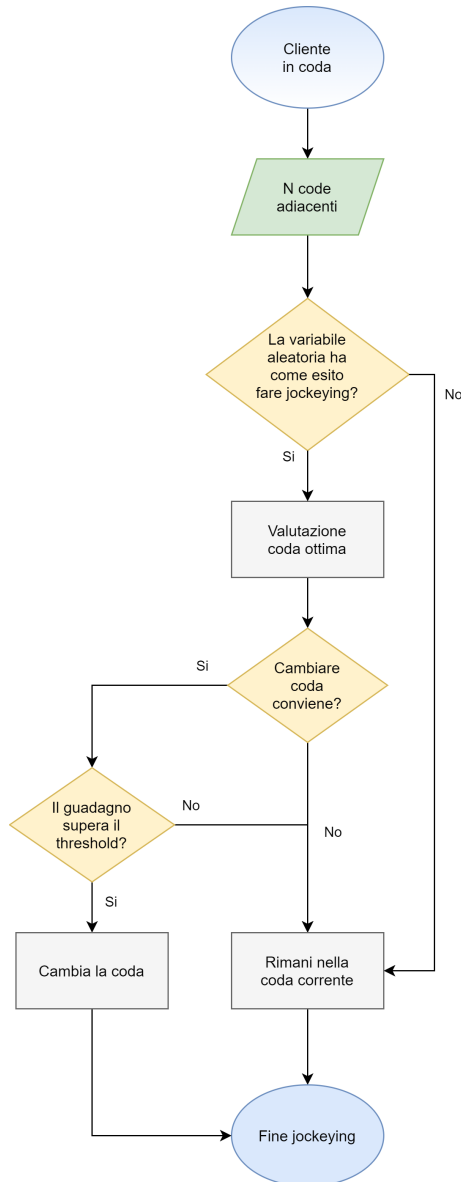 Cliente
in coda
N code
adiacenti
La variabile
aleatoria ha
come esito
fare jockeying?
No
Si
Valutazione
coda ottima
Si
Cambiare
coda
conviene?
Il guadagno
supera il
threshold?
No
No
Si
Cambia la coda
Rimani nella
coda corrente
Fine jockeying